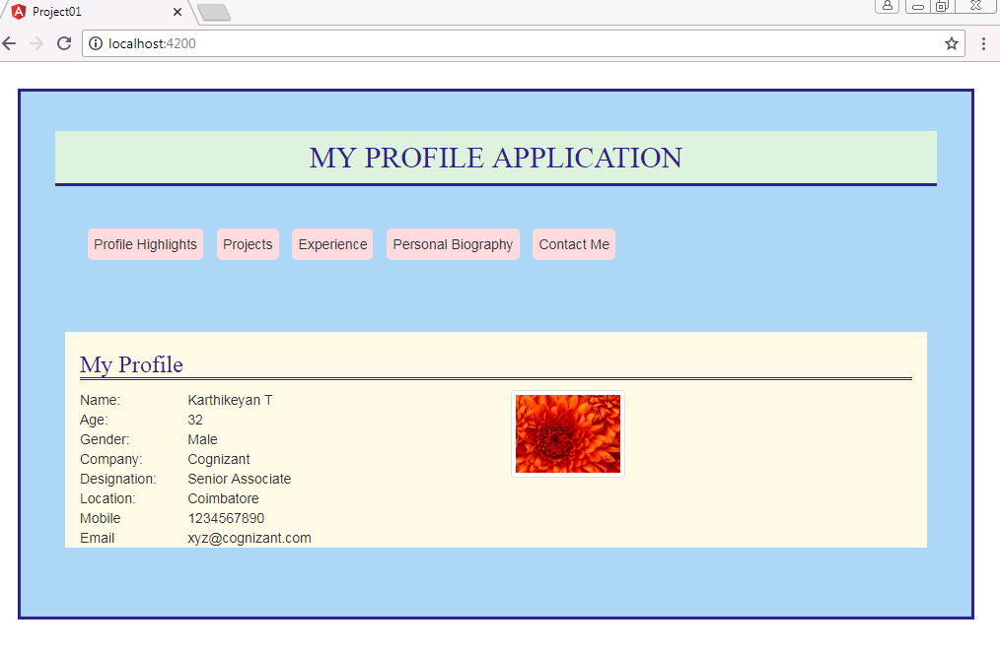 Project01
localhost:4200
MY PROFILE APPLICATION
Profile Highlights Projects Experience Personal Biography Contact Me
My Profile
Name: Karthikeyan T
Age: 32
Gender: Male
Company: Cognizant
Designation: Senior Associate
Location: Coimbatore
Mobile 1234567890
Email xyz@cognizant.com